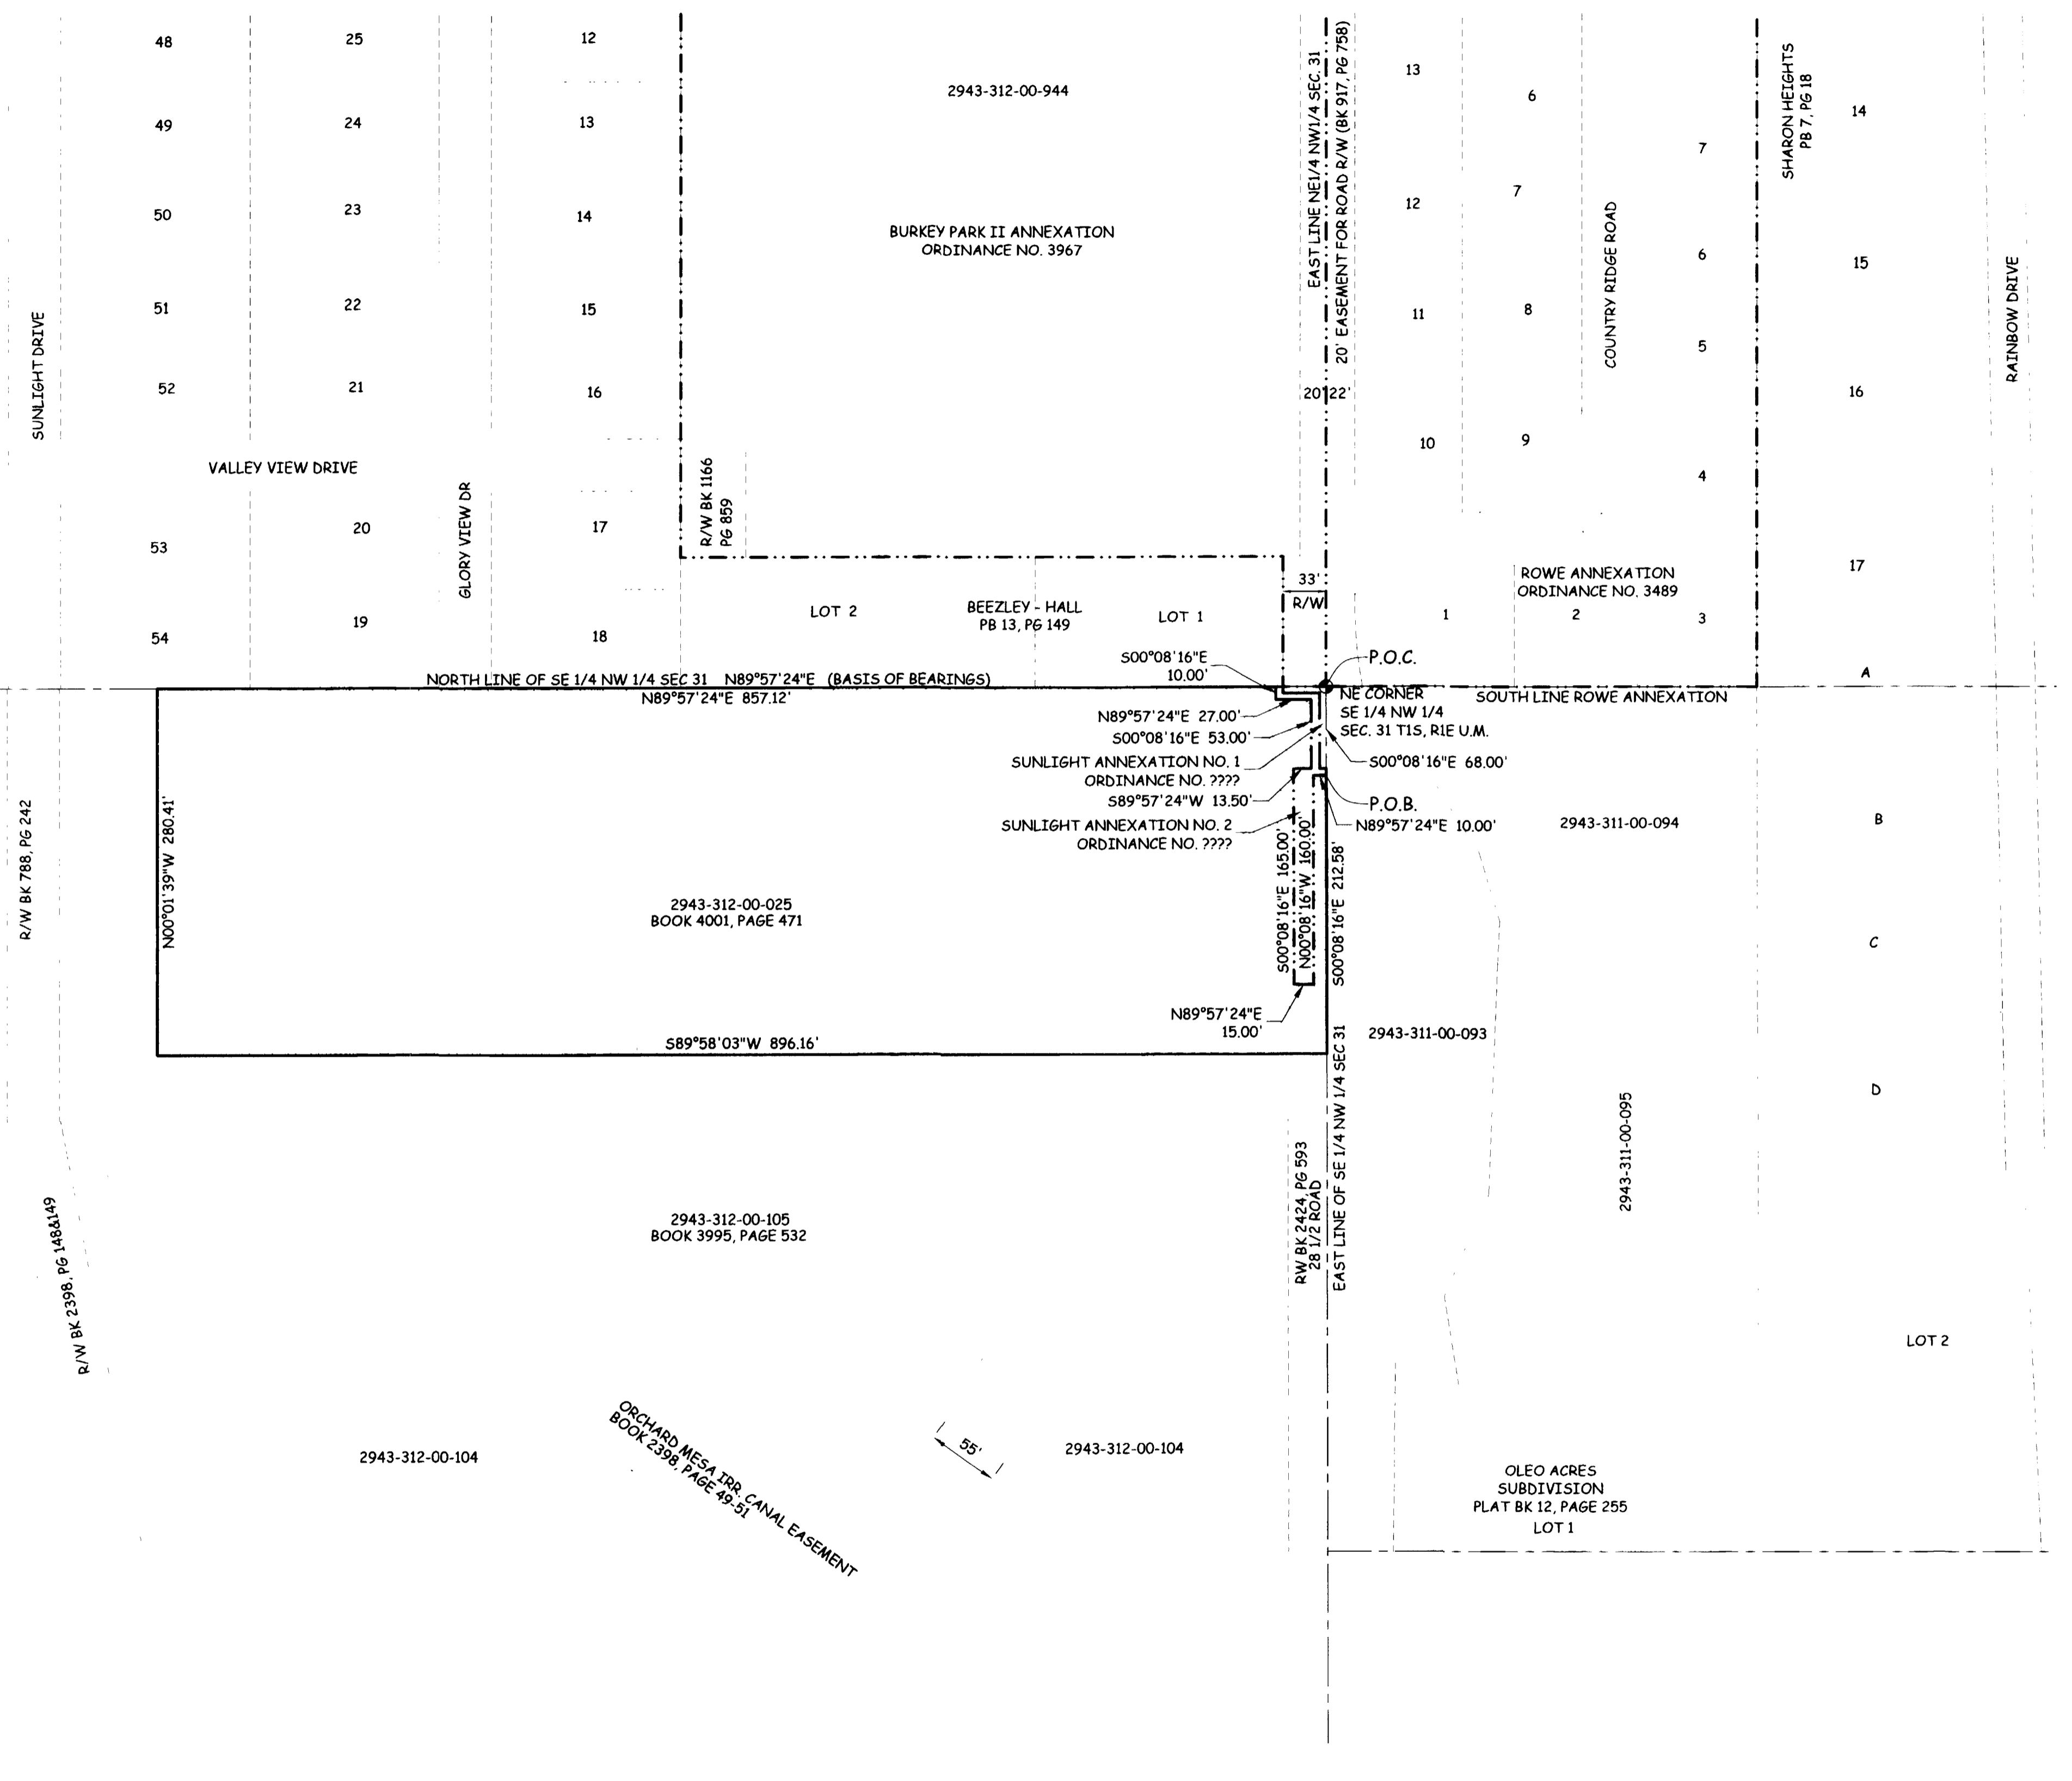 48
49
50
51
52
53
54
25
24
23
22
21
20
19
12
13
14
15
16
17
18
SUNLIGHT DRIVE
VALLEY VIEW DRIVE
GLORY VIEW DR
2943-312-00-944
BURKEY PARK II ANNEXATION
ORDINANCE NO. 3967
R/W BK 1166
PG 859
LOT 2
BEEZLEY - HALL
PB 13, PG 149
LOT 1
EAST LINE NE1/4 NW1/4 SEC. 31
20' EASEMENT FOR ROAD R/W (BK 917, PG 758)
20'
22'
33'
R/W
13
12
11
10
6
7
8
9
COUNTRY RIDGE ROAD
7
6
5
4
ROWE ANNEXATION
ORDINANCE NO. 3489
1
2
3
SHARON HEIGHTS
PB 7, PG 18
14
15
16
17
RAINBOW DRIVE
A
B
C
D
NORTH LINE OF SE 1/4 NW 1/4 SEC 31 N89°57'24"E (BASIS OF BEARINGS)
N89°57'24"E 857.12'
S00°08'16"E
10.00'
P.O.C.
NE CORNER
SE 1/4 NW 1/4
SEC. 31 T1S, R1E U.M.
SOUTH LINE ROWE ANNEXATION
N89°57'24"E 27.00'
S00°08'16"E 53.00'
SUNLIGHT ANNEXATION NO. 1
ORDINANCE NO. ????
S89°57'24"W 13.50'
SUNLIGHT ANNEXATION NO. 2
ORDINANCE NO. ????
S00°08'16"E 68.00'
P.O.B.
N89°57'24"E 10.00'
2943-311-00-094
S00°08'16"E 165.00'
N00°08'16"W 160.00'
S00°08'16"E 212.58'
N89°57'24"E
15.00'
R/W BK 788, PG 242
N00°01'39"W 280.41'
2943-312-00-025
BOOK 4001, PAGE 471
S89°58'03"W 896.16'
2943-311-00-093
2943-311-00-095
EAST LINE OF SE 1/4 NW 1/4 SEC 31
RW BK 2424, PG 593
28 1/2 ROAD
2943-312-00-105
BOOK 3995, PAGE 532
R/W BK 2398, PG 148&149
2943-312-00-104
ORCHARD MESA IRR. CANAL EASEMENT
BOOK 2398, PAGE 49-51
55'
2943-312-00-104
LOT 2
OLEO ACRES
SUBDIVISION
PLAT BK 12, PAGE 255
LOT 1